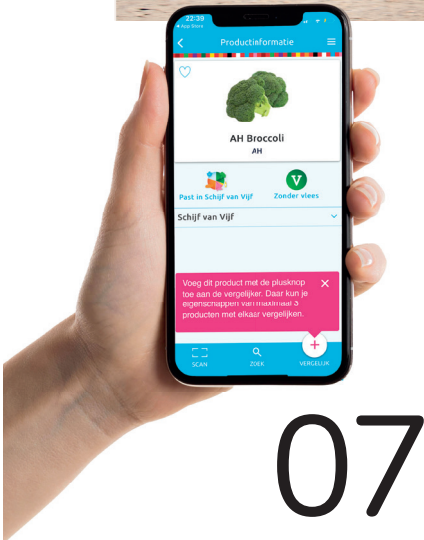 22:39
App Store
Productinformatie
AH Broccoli
AH
Past in Schijf van Vijf
V
Zonder vlees
Schijf van Vijf
Voeg dit product met de plusknop
toe aan de vergelijker. Daar kun je
eigenschappen van maximaal 3
producten met elkaar vergelijken.
SCAN
ZOEK
VERGELIJK
07